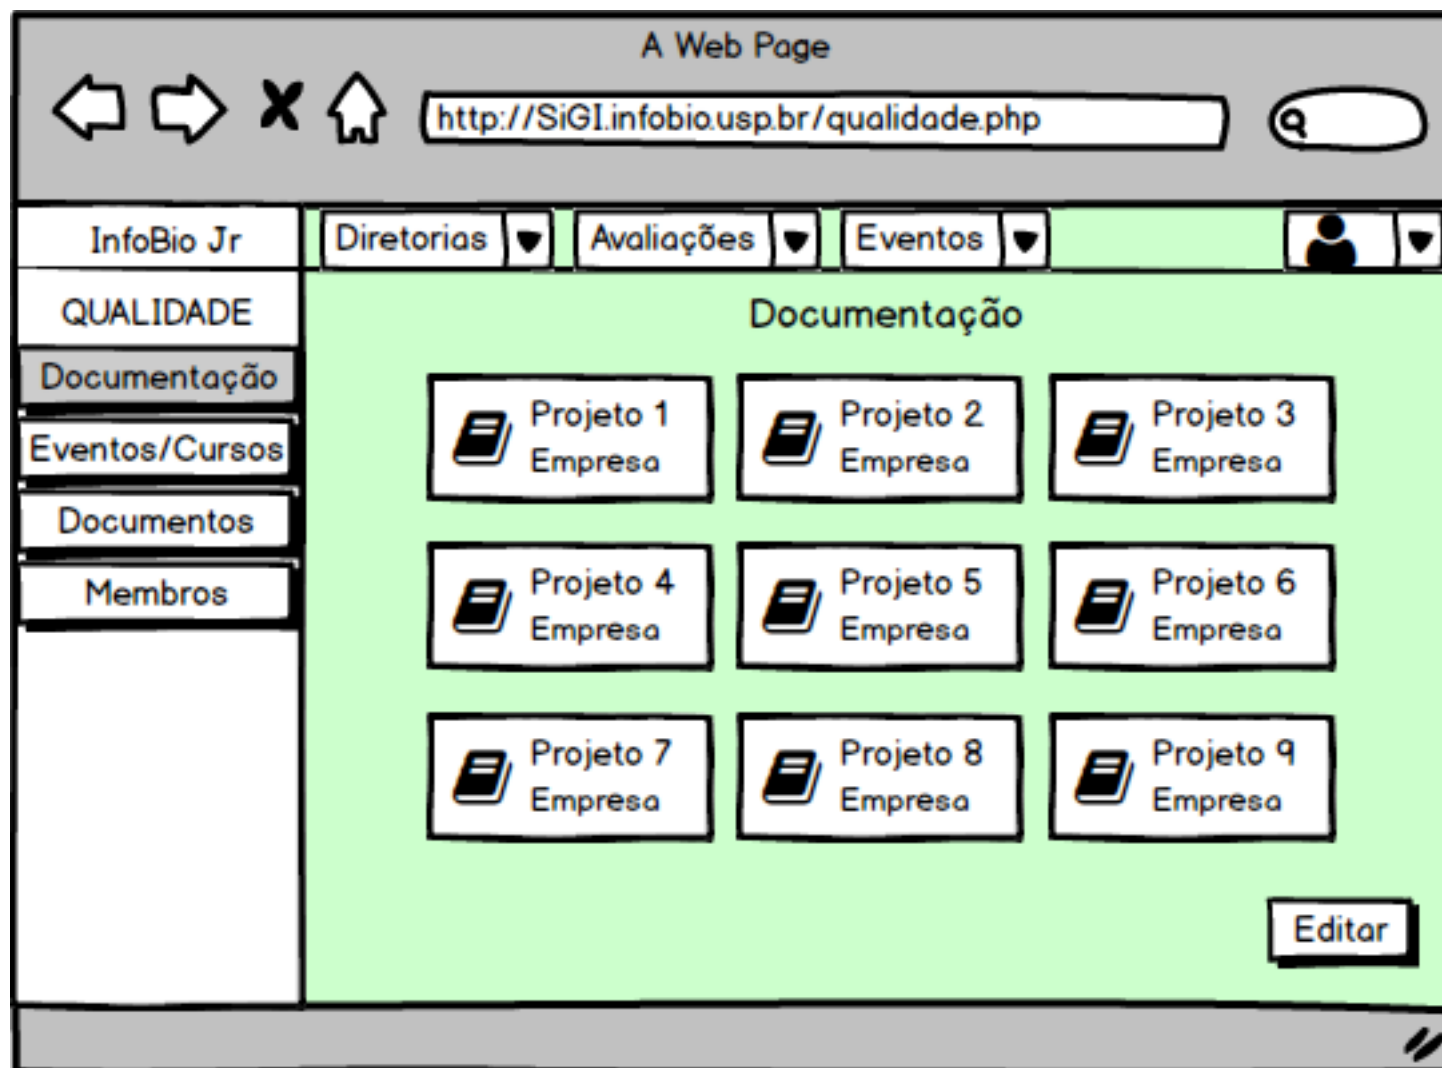 A Web Page
http://SiGI.infobio.usp.br/qualidade.php
InfoBio Jr
Diretorias
Avaliações
Eventos
QUALIDADE
Documentação
Eventos/Cursos
Documentos
Membros
Documentação
Projeto 1
Empresa
Projeto 2
Empresa
Projeto 3
Empresa
Projeto 4
Empresa
Projeto 5
Empresa
Projeto 6
Empresa
Projeto 7
Empresa
Projeto 8
Empresa
Projeto 9
Empresa
Editar